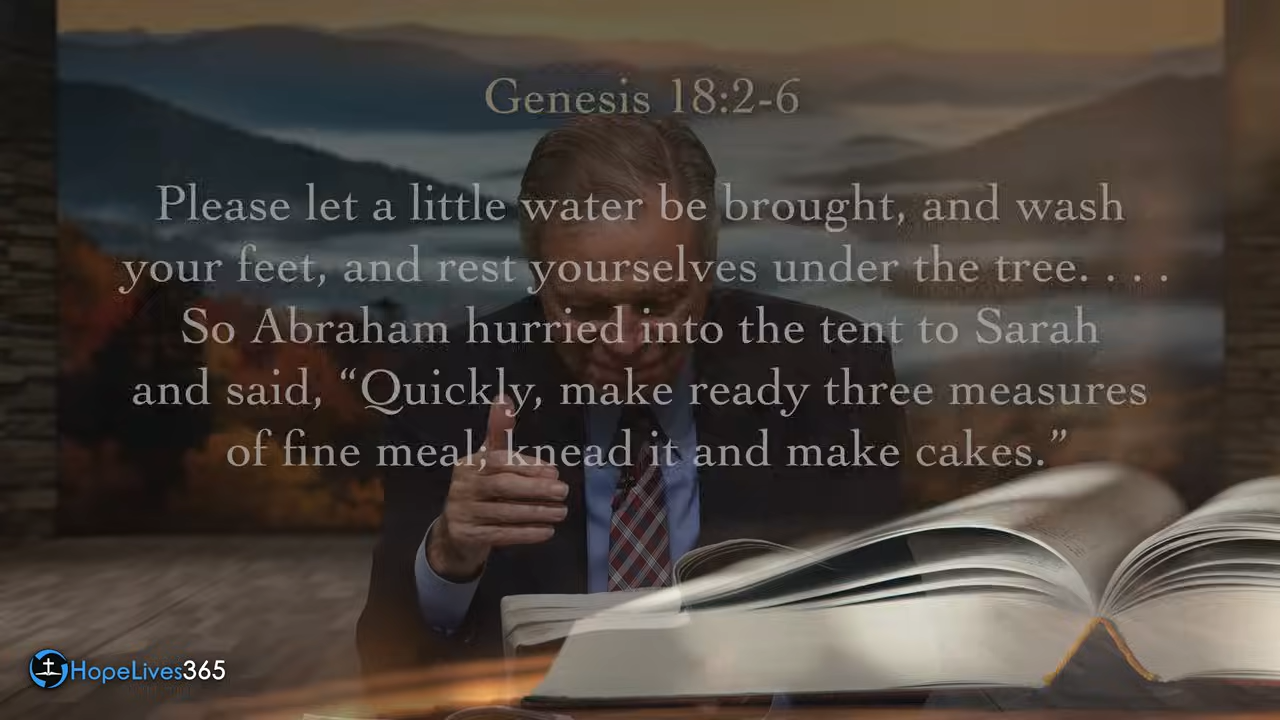 Genesis 18:2-6
Please let a little water be brought, and wash
your feet, and rest yourselves under the tree. . . .
So Abraham hurried into the tent to Sarah
and said, “Quickly, make ready three measures
of fine meal; knead it and make cakes.”
HopeLives365